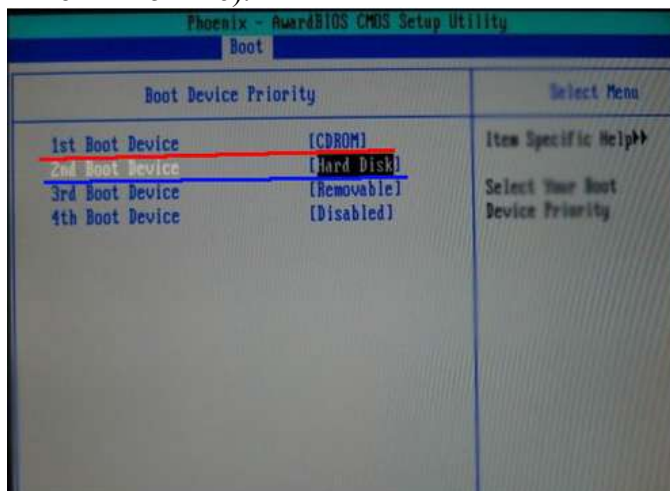 Phoenix - AwardBIOS CMOS Setup Utility
Boot
Boot Device Priority
Select Menu
1st Boot Device [CDROM]
Item Specific Help
2nd Boot Device [Hard Disk]
3rd Boot Device [Removable]
Select Your Boot
4th Boot Device [Disabled]
Device Priority